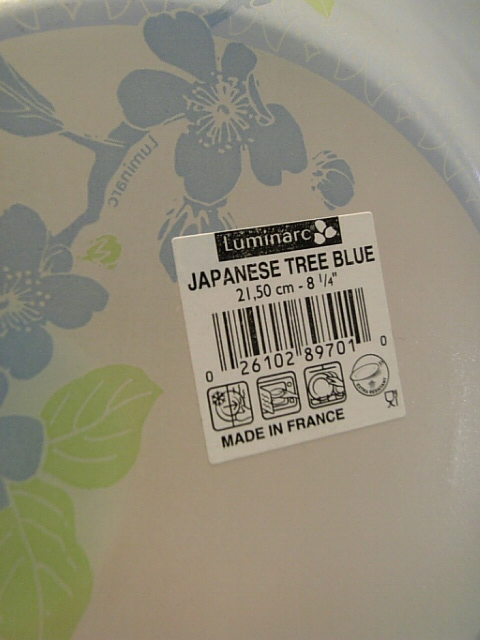 Luminarc
Luminarc
JAPANESE TREE BLUE
21,50 cm - 8 1/4"
0 26102 89701 0
MADE IN FRANCE